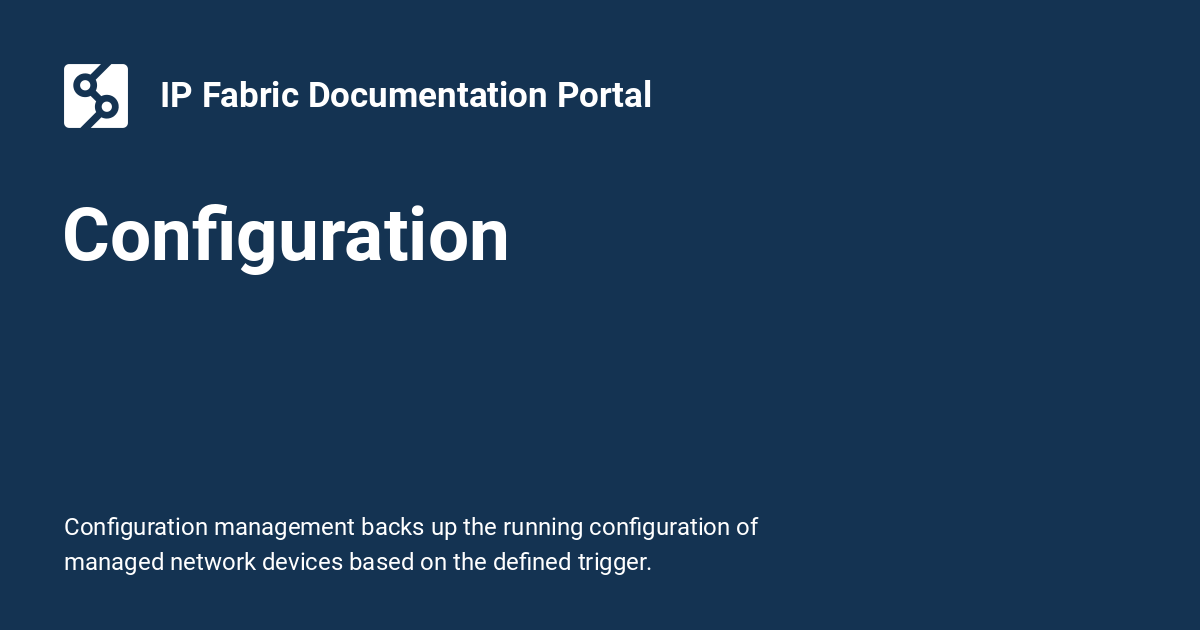 IP Fabric Documentation Portal
Configuration
Configuration management backs up the running configuration of
managed network devices based on the defined trigger.